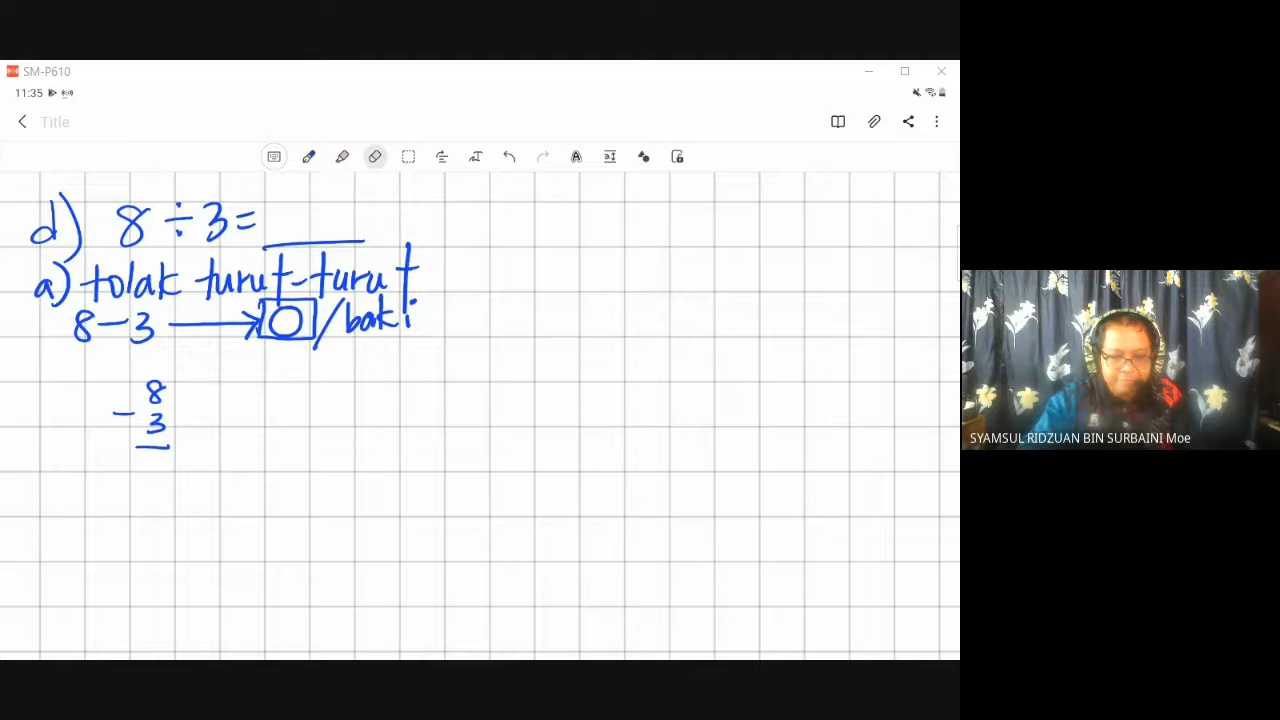 SM-P610
11:35
Title
d) 8 ÷ 3 = ____
a) tolak turut-turut
8 - 3 → 0 / baki
8
- 3
SYAMSUL RIDZUAN BIN SURBAINI Moe